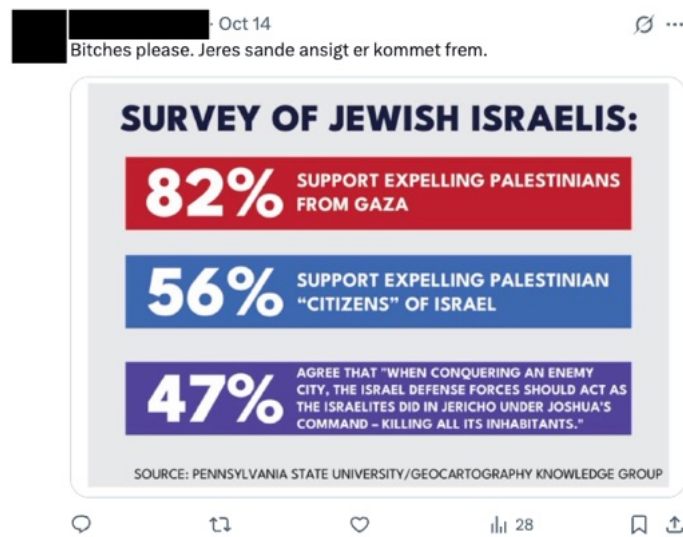 · Oct 14
Bitches please. Jeres sande ansigt er kommet frem.
SURVEY OF JEWISH ISRAELIS:
82% SUPPORT EXPELLING PALESTINIANS
FROM GAZA
56% SUPPORT EXPELLING PALESTINIAN
“CITIZENS” OF ISRAEL
47% AGREE THAT "WHEN CONQUERING AN ENEMY
CITY, THE ISRAEL DEFENSE FORCES SHOULD ACT AS
THE ISRAELITES DID IN JERICHO UNDER JOSHUA'S
COMMAND – KILLING ALL ITS INHABITANTS."
SOURCE: PENNSYLVANIA STATE UNIVERSITY/GEOCARTOGRAPHY KNOWLEDGE GROUP
28